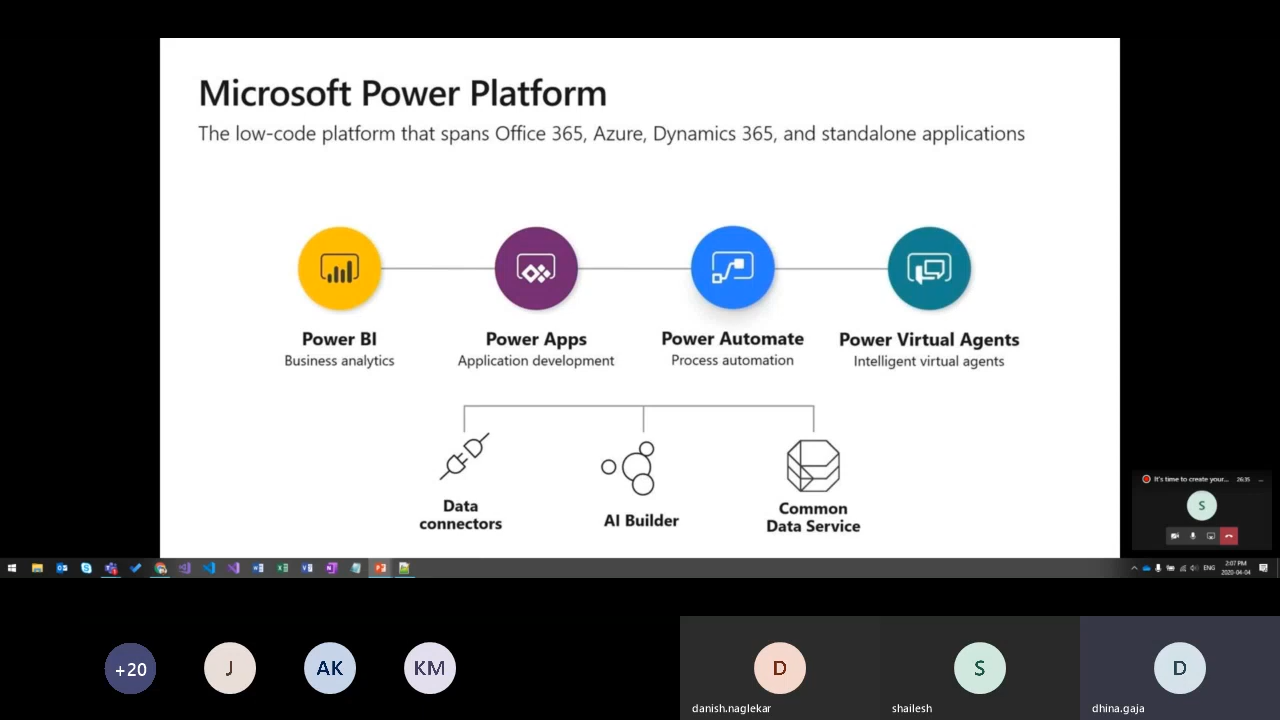 Microsoft Power Platform
The low-code platform that spans Office 365, Azure, Dynamics 365, and standalone applications
Power BI
Business analytics
Power Apps
Application development
Power Automate
Process automation
Power Virtual Agents
Intelligent virtual agents
Data
connectors
AI Builder
Common
Data Service
It's time to create your...
26:35
S
ENG
2:07 PM
2020-04-04
+20
J
AK
KM
D
danish.naglekar
S
shailesh
D
dhina.gaja